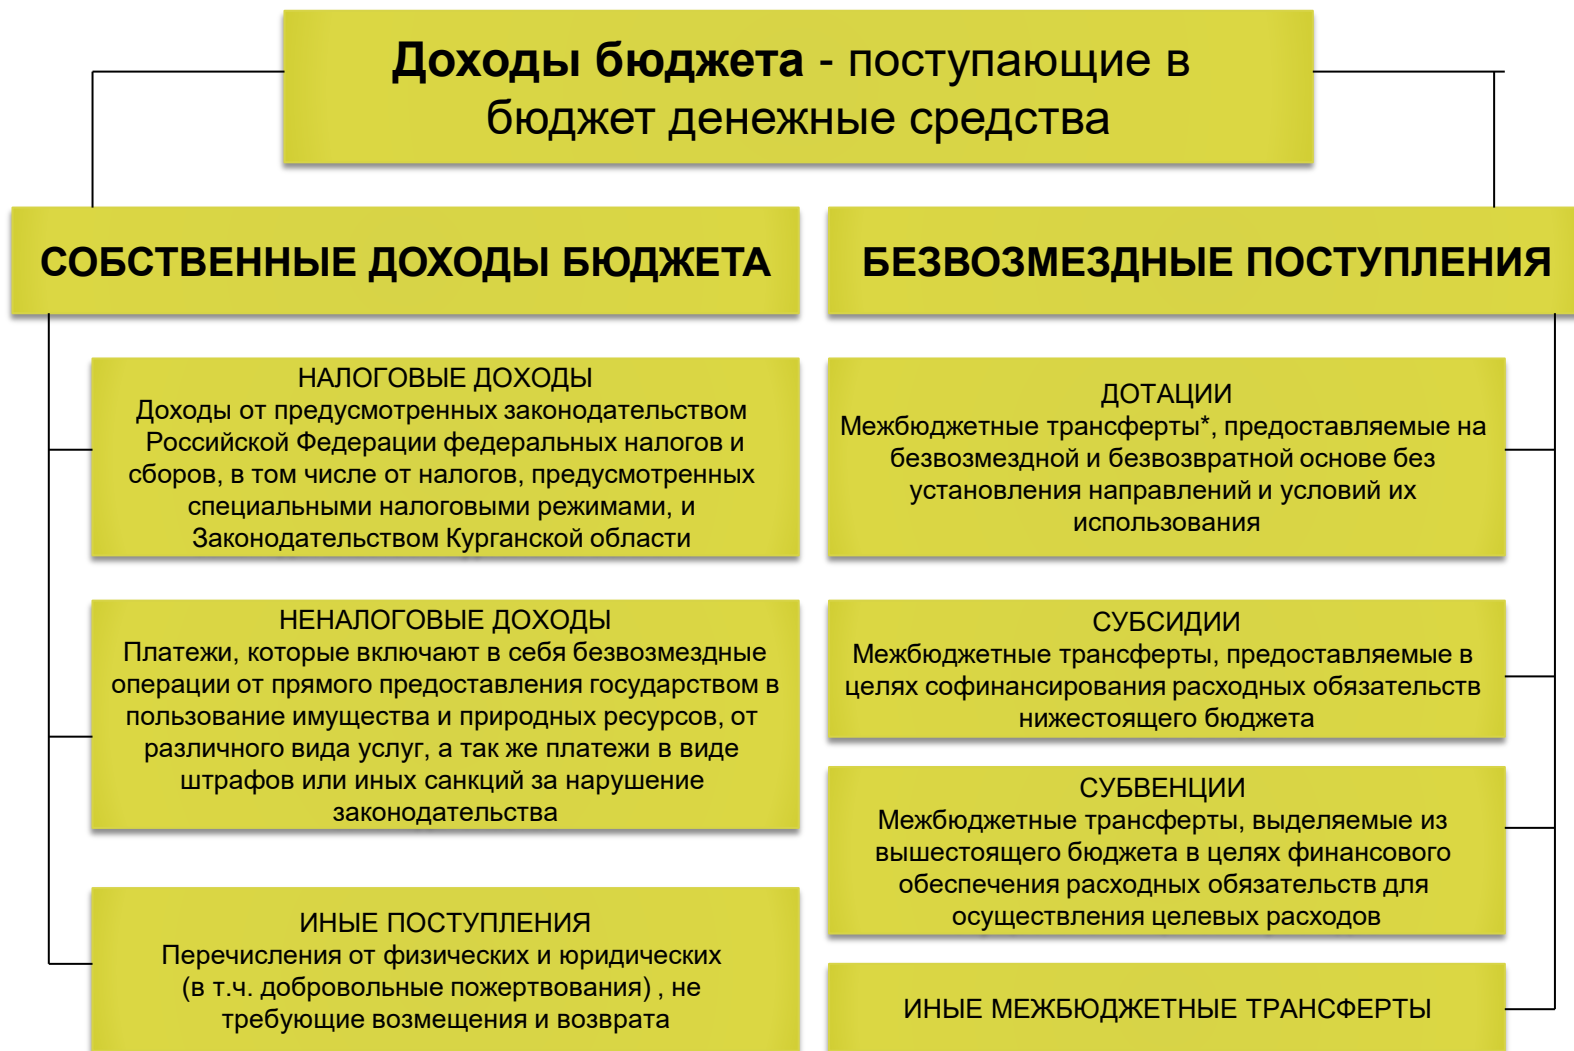 Доходы бюджета - поступающие в
бюджет денежные средства
СОБСТВЕННЫЕ ДОХОДЫ БЮДЖЕТА
НАЛОГОВЫЕ ДОХОДЫ
Доходы от предусмотренных законодательством
Российской Федерации федеральных налогов и
сборов, в том числе от налогов, предусмотренных
специальными налоговыми режимами, и
Законодательством Курганской области
НЕНАЛОГОВЫЕ ДОХОДЫ
Платежи, которые включают в себя безвозмездные
операции от прямого предоставления государством в
пользование имущества и природных ресурсов, от
различного вида услуг, а так же платежи в виде
штрафов или иных санкций за нарушение
законодательства
ИНЫЕ ПОСТУПЛЕНИЯ
Перечисления от физических и юридических
(в т.ч. добровольные пожертвования) , не
требующие возмещения и возврата
БЕЗВОЗМЕЗДНЫЕ ПОСТУПЛЕНИЯ
ДОТАЦИИ
Межбюджетные трансферты*, предоставляемые на
безвозмездной и безвозвратной основе без
установления направлений и условий их
использования
СУБСИДИИ
Межбюджетные трансферты, предоставляемые в
целях софинансирования расходных обязательств
нижестоящего бюджета
СУБВЕНЦИИ
Межбюджетные трансферты, выделяемые из
вышестоящего бюджета в целях финансового
обеспечения расходных обязательств для
осуществления целевых расходов
ИНЫЕ МЕЖБЮДЖЕТНЫЕ ТРАНСФЕРТЫ